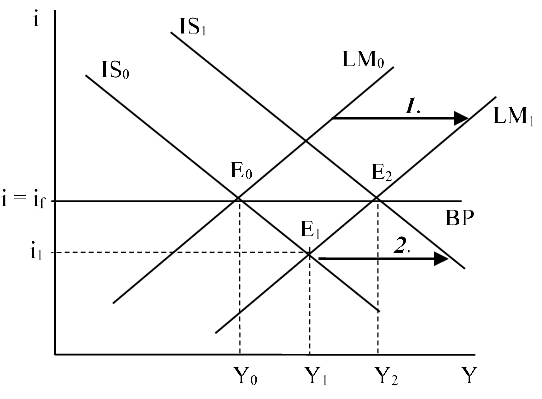 i
IS₁
IS₀
LM₀
1.
LM₁
E₀
E₂
i = i_f
BP
E₁
i₁
2.
Y₀
Y₁
Y₂
Y